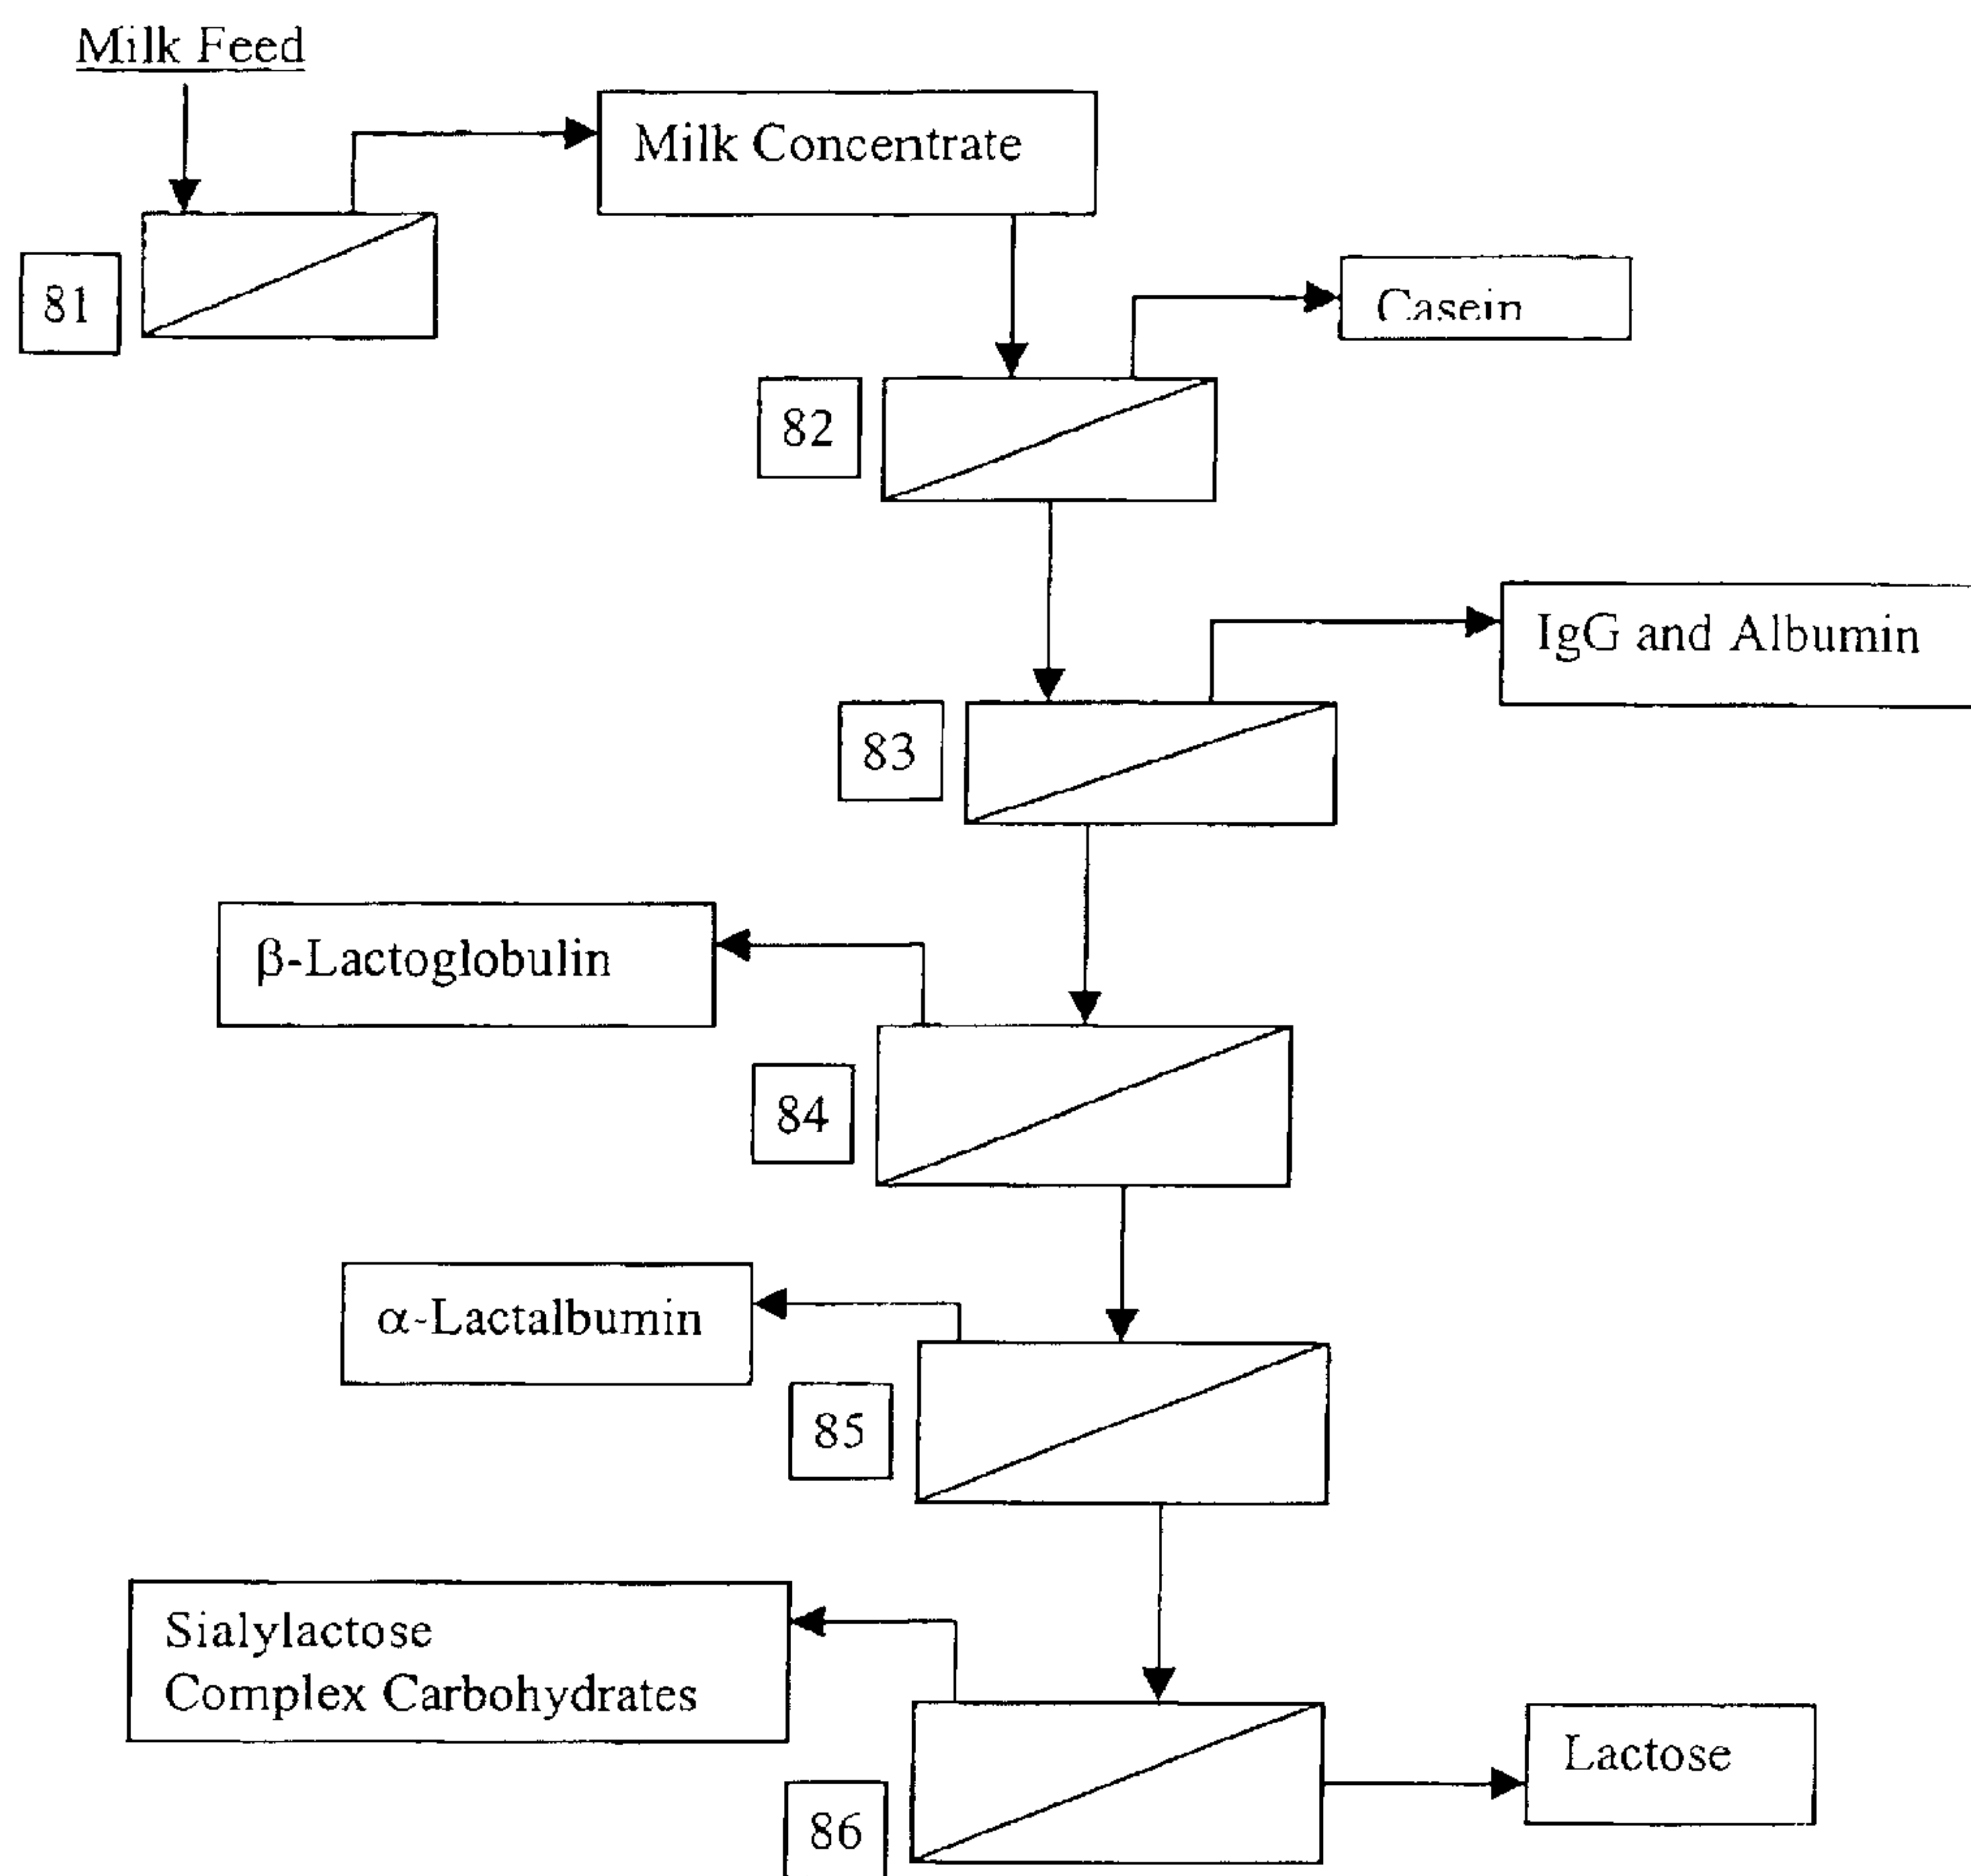 Milk Feed
Milk Concentrate
81
Casein
82
IgG and Albumin
83
β-Lactoglobulin
84
α-Lactalbumin
85
Sialylactose
Complex Carbohydrates
Lactose
86